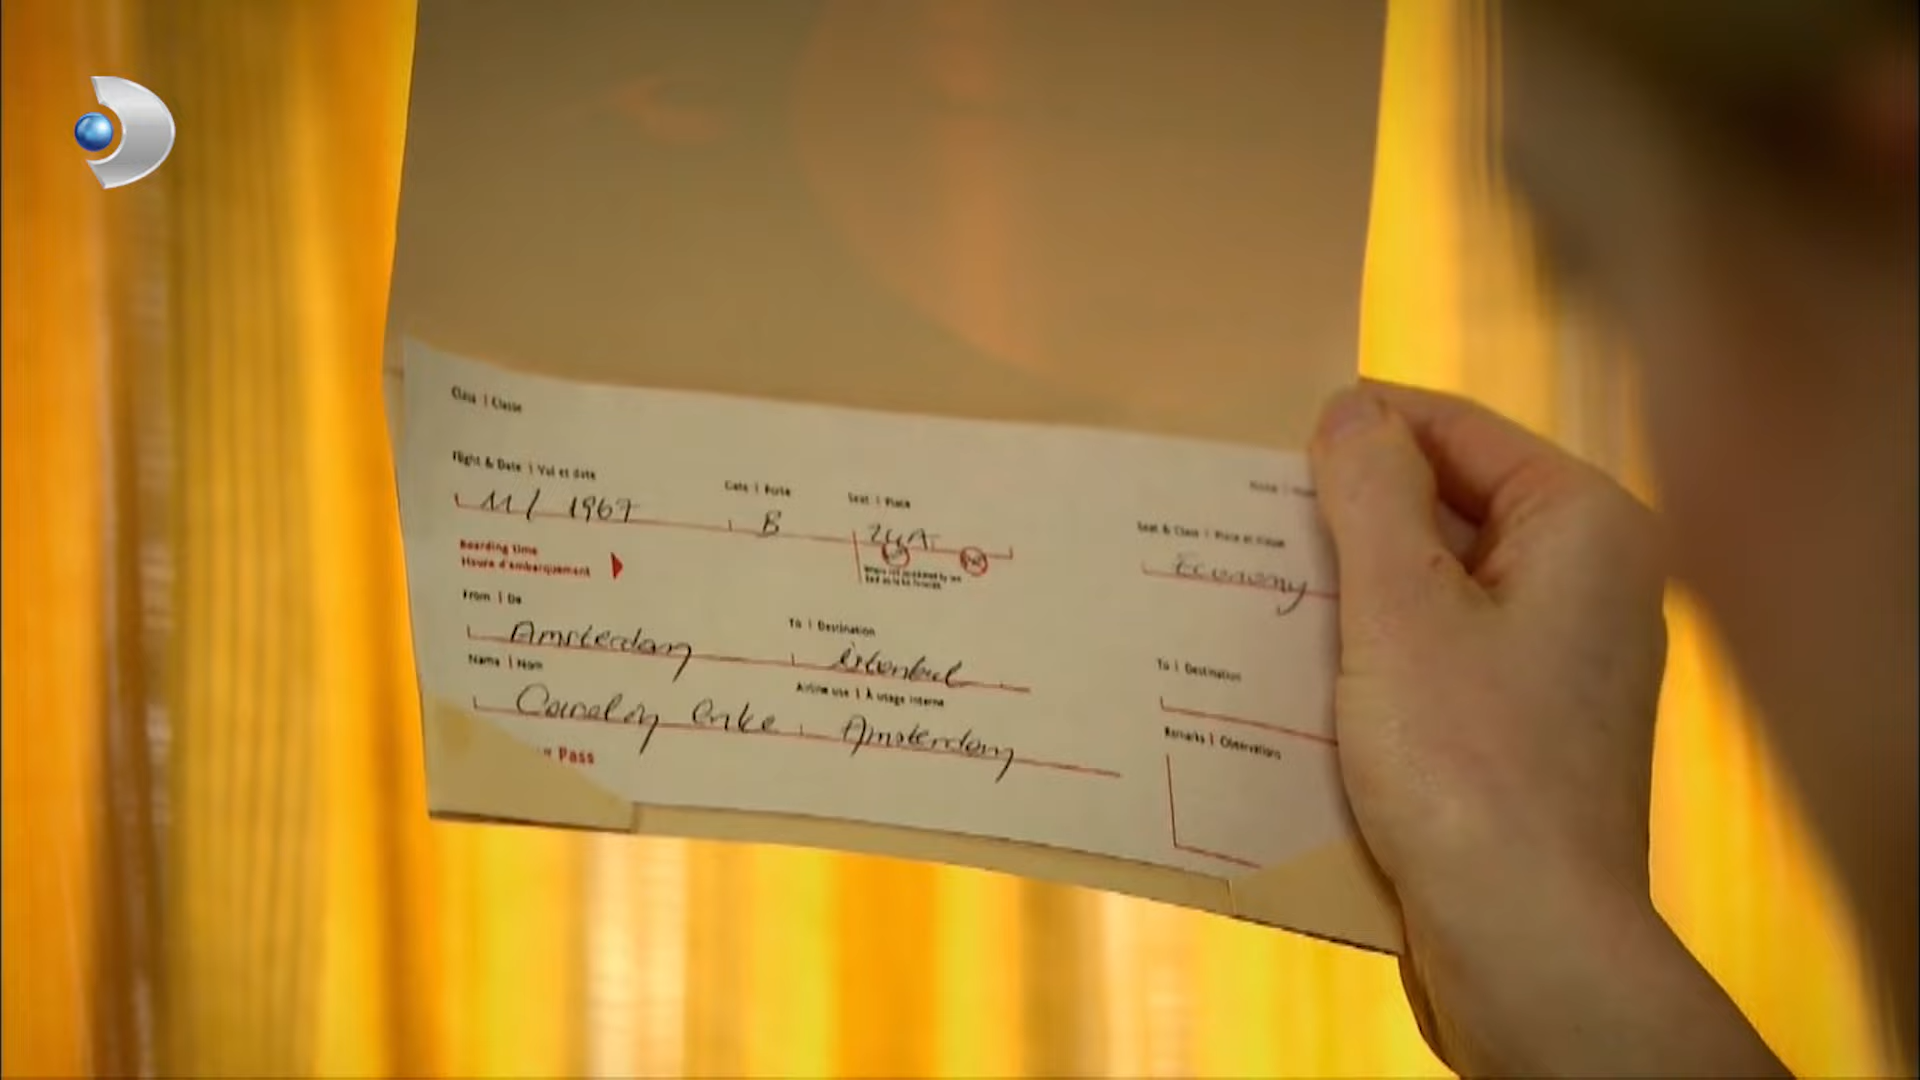 Class | Classe
Flight & Date | Vol et date
Gate | Porte
Seat | Place
11/ 1967
B
Seat & Class | Place et classe
Economy
Boarding time
Heure d'embarquement
From | De
To | Destination
Amsterdam
istanbul
Name | Nom
Airline use | À usage interne
Amsterdam
To | Destination
Remarks | Observations
Pass